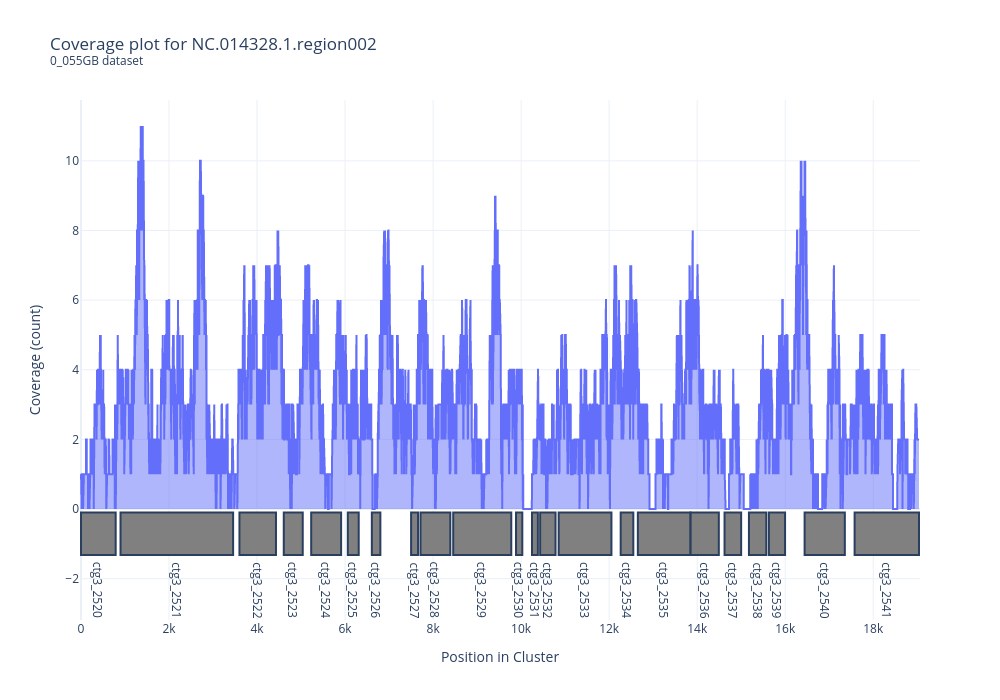 Coverage plot for NC.014328.1.region002
0_055GB dataset
Coverage (count)
10
8
6
4
2
0
−2
ctg3_2520
ctg3_2521
ctg3_2522
ctg3_2523
ctg3_2524
ctg3_2525
ctg3_2526
ctg3_2527
ctg3_2528
ctg3_2529
ctg3_2530
ctg3_2531
ctg3_2532
ctg3_2533
ctg3_2534
ctg3_2535
ctg3_2536
ctg3_2537
ctg3_2538
ctg3_2539
ctg3_2540
ctg3_2541
0 2k 4k 6k 8k 10k 12k 14k 16k 18k
Position in Cluster